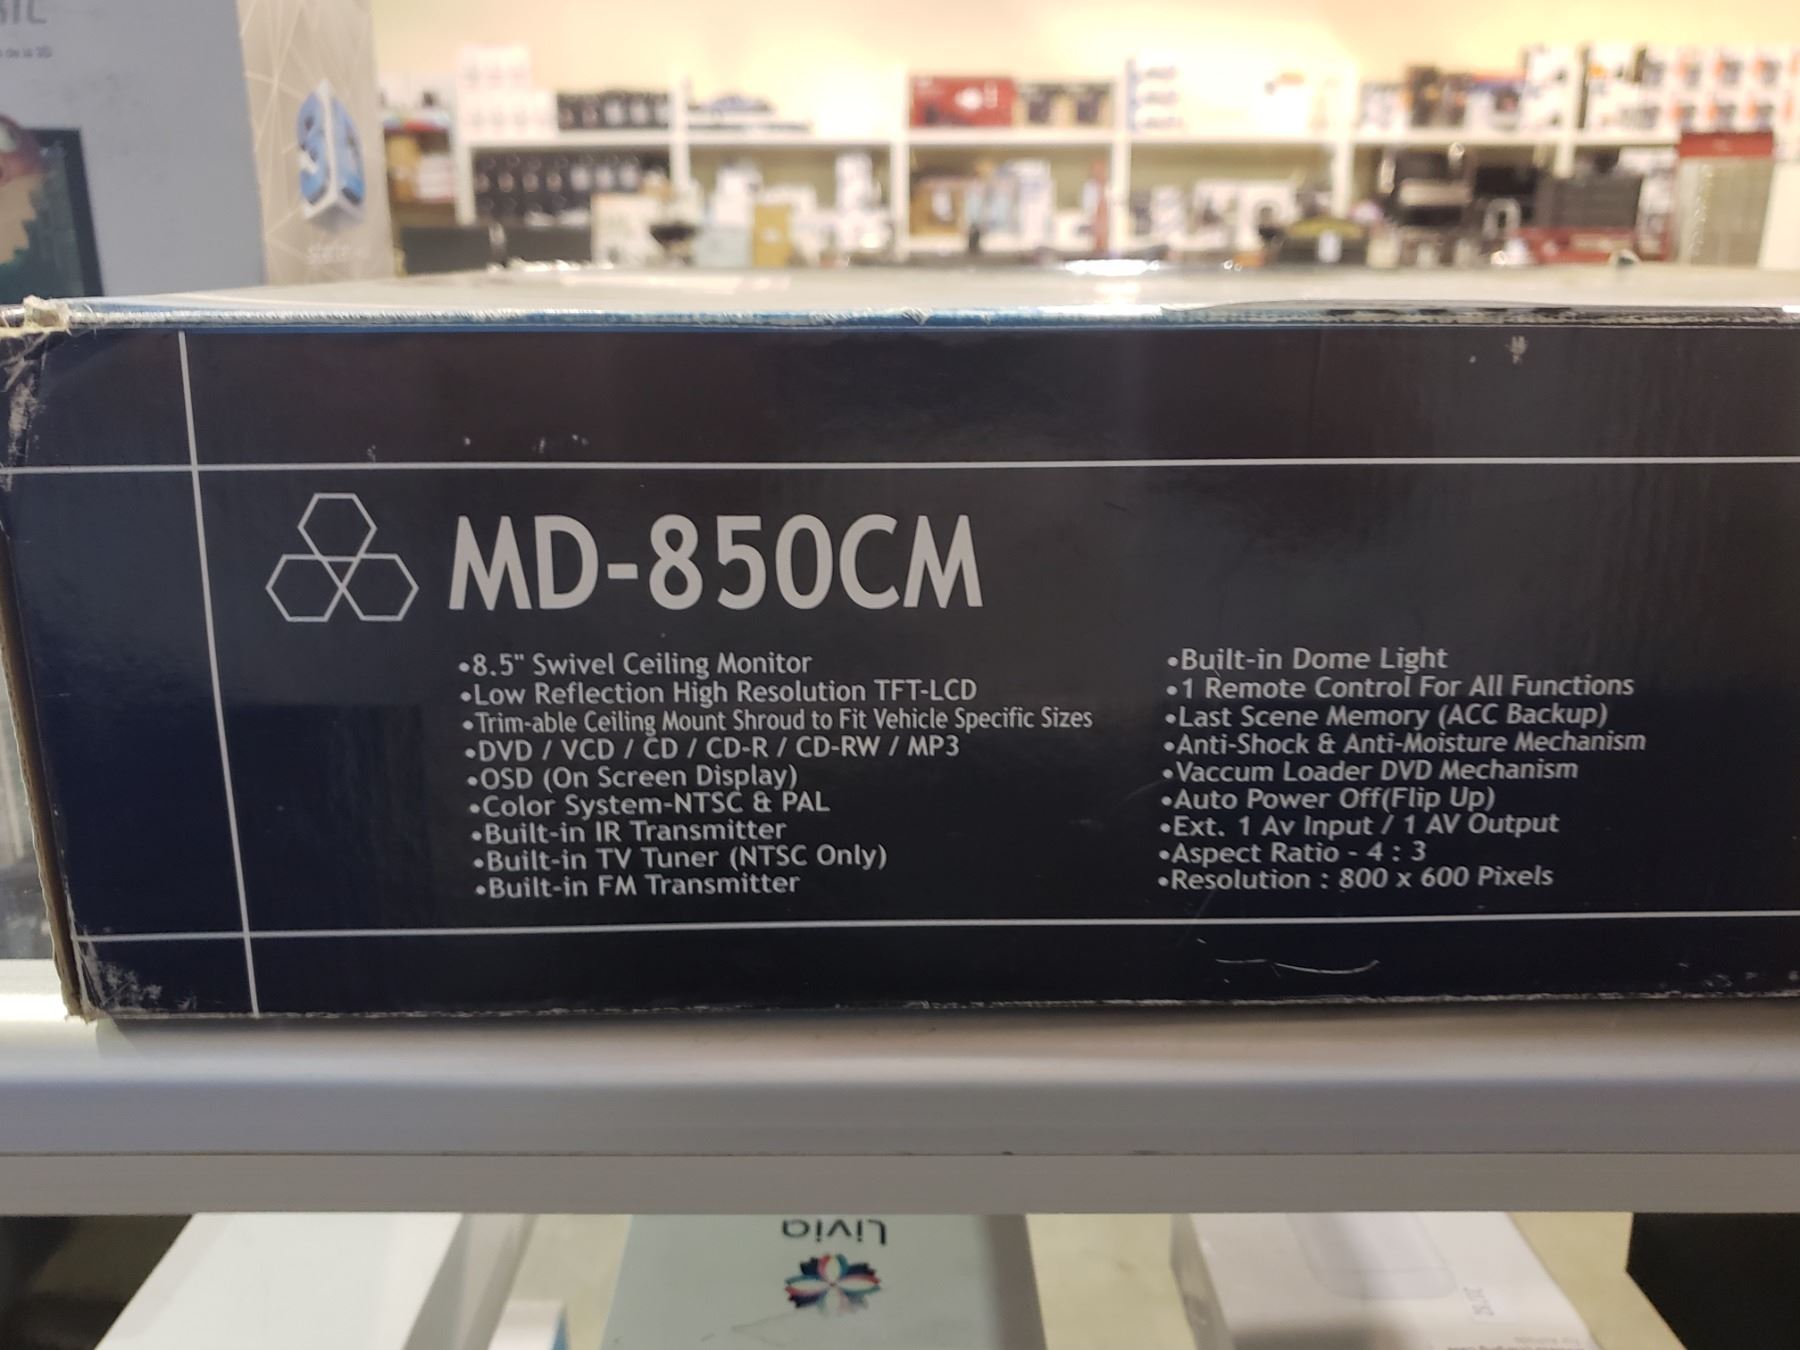 3D
MD-850CM
•8.5" Swivel Ceiling Monitor
•Low Reflection High Resolution TFT-LCD
•Trim-able Ceiling Mount Shroud to Fit Vehicle Specific Sizes
•DVD / VCD / CD / CD-R / CD-RW / MP3
•OSD (On Screen Display)
•Color System-NTSC & PAL
•Built-in IR Transmitter
•Built-in TV Tuner (NTSC Only)
•Built-in FM Transmitter
•Built-in Dome Light
•1 Remote Control For All Functions
•Last Scene Memory (ACC Backup)
•Anti-Shock & Anti-Moisture Mechanism
•Vaccum Loader DVD Mechanism
•Auto Power Off(Flip Up)
•Ext. 1 Av Input / 1 AV Output
•Aspect Ratio - 4 : 3
•Resolution : 800 x 600 Pixels
Livia